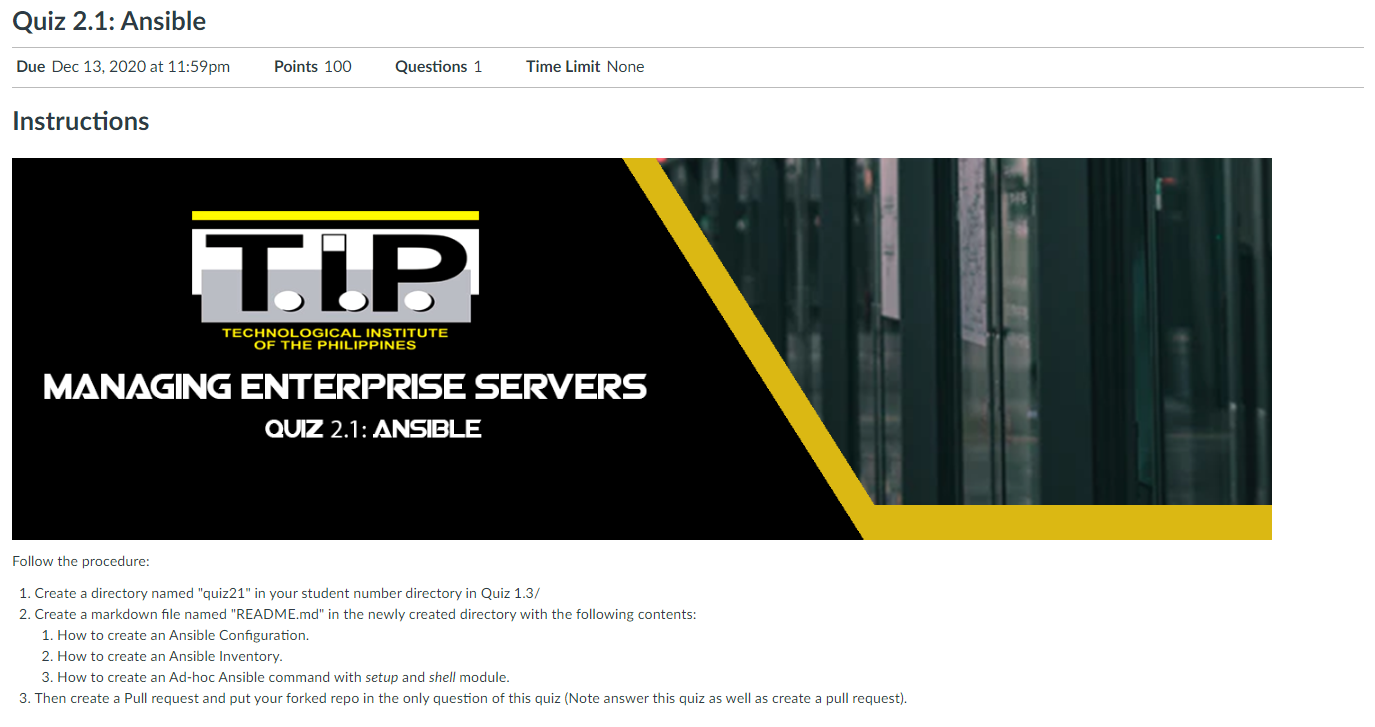 Quiz 2.1: Ansible
Due Dec 13, 2020 at 11:59pm Points 100 Questions 1 Time Limit None
Instructions
T.I.P.
TECHNOLOGICAL INSTITUTE
OF THE PHILIPPINES
MANAGING ENTERPRISE SERVERS
QUIZ 2.1: ANSIBLE
Follow the procedure:
1. Create a directory named "quiz21" in your student number directory in Quiz 1.3/
2. Create a markdown file named "README.md" in the newly created directory with the following contents:
1. How to create an Ansible Configuration.
2. How to create an Ansible Inventory.
3. How to create an Ad-hoc Ansible command with setup and shell module.
3. Then create a Pull request and put your forked repo in the only question of this quiz (Note answer this quiz as well as create a pull request).